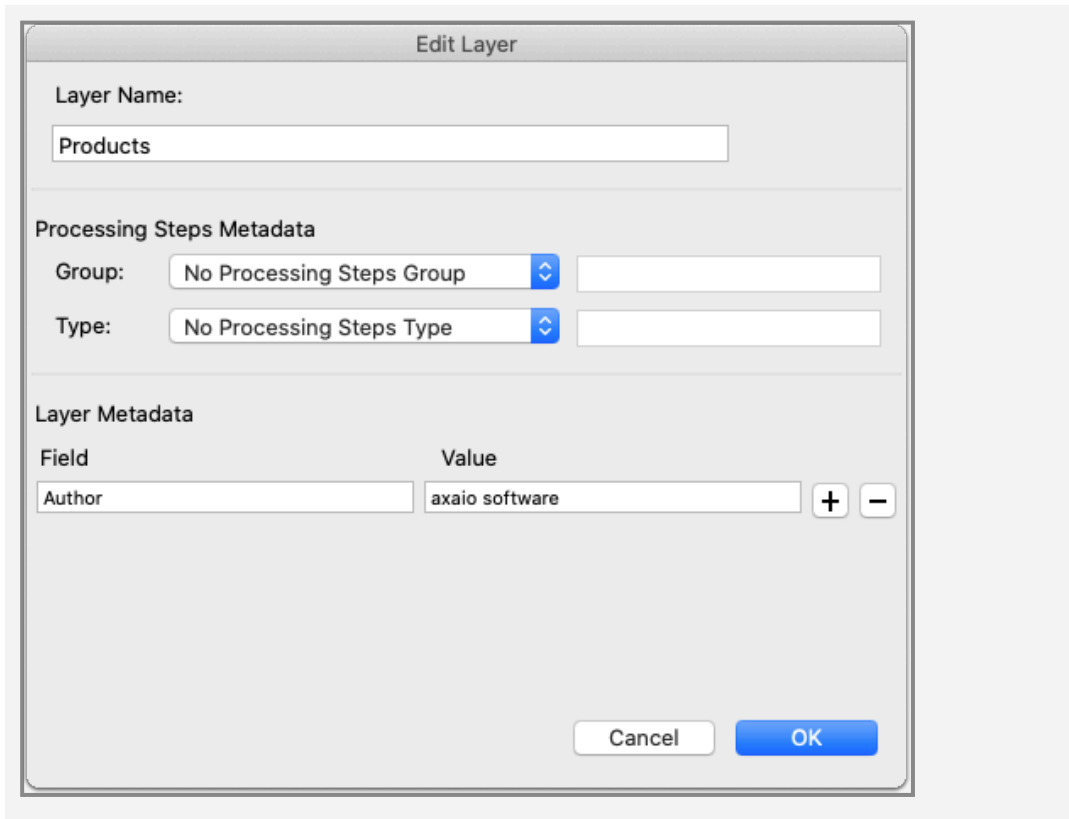 Edit Layer
Layer Name:
Products
Processing Steps Metadata
Group: No Processing Steps Group
Type: No Processing Steps Type
Layer Metadata
Field Value
Author axaio software + −
Cancel OK